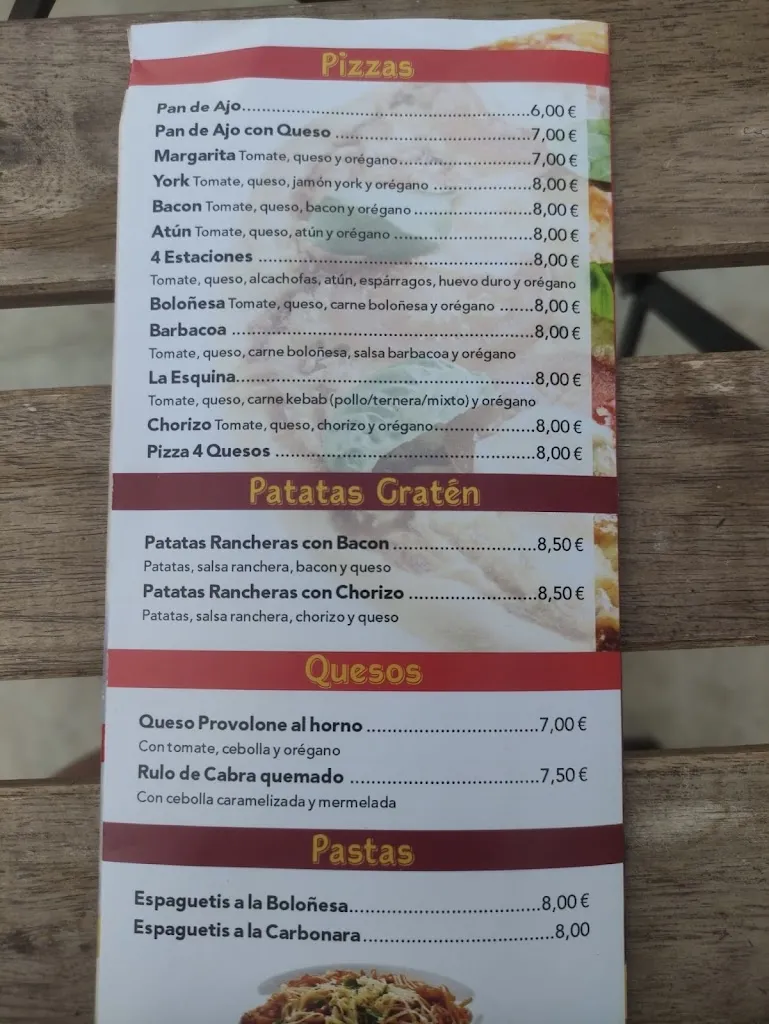 Pizzas
Pan de Ajo..................................................6,00 €
Pan de Ajo con Queso ..................................7,00 €
Margarita Tomate, queso y orégano.......................7,00 €
York Tomate, queso, jamón york y orégano .................8,00 €
Bacon Tomate, queso, bacon y orégano ....................8,00 €
Atún Tomate, queso, atún y orégano ........................8,00 €
4 Estaciones ................................................8,00 €
Tomate, queso, alcachofas, atún, espárragos, huevo duro y orégano
Boloñesa Tomate, queso, carne boloñesa y orégano .......8,00 €
Barbacoa ....................................................8,00 €
Tomate, queso, carne boloñesa, salsa barbacoa y orégano
La Esquina...................................................8,00 €
Tomate, queso, carne kebab (pollo/ternera/mixto) y orégano
Chorizo Tomate, queso, chorizo y orégano.................8,00 €
Pizza 4 Quesos .............................................8,00 €
Patatas Gratén
Patatas Rancheras con Bacon ........................8,50 €
Patatas, salsa ranchera, bacon y queso
Patatas Rancheras con Chorizo ......................8,50 €
Patatas, salsa ranchera, chorizo y queso
Quesos
Queso Provolone al horno .............................7,00 €
Con tomate, cebolla y orégano
Rulo de Cabra quemado ................................7,50 €
Con cebolla caramelizada y mermelada
Pastas
Espaguetis a la Boloñesa................................8,00 €
Espaguetis a la Carbonara................................8,00